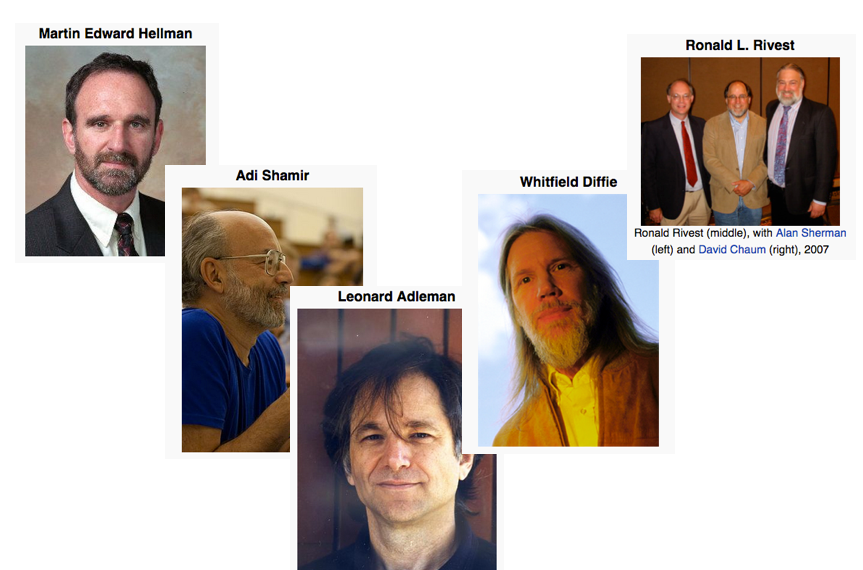 Martin Edward Hellman
Ronald L. Rivest
Adi Shamir
Whitfield Diffie
Ronald Rivest (middle), with Alan Sherman
(left) and David Chaum (right), 2007
Leonard Adleman